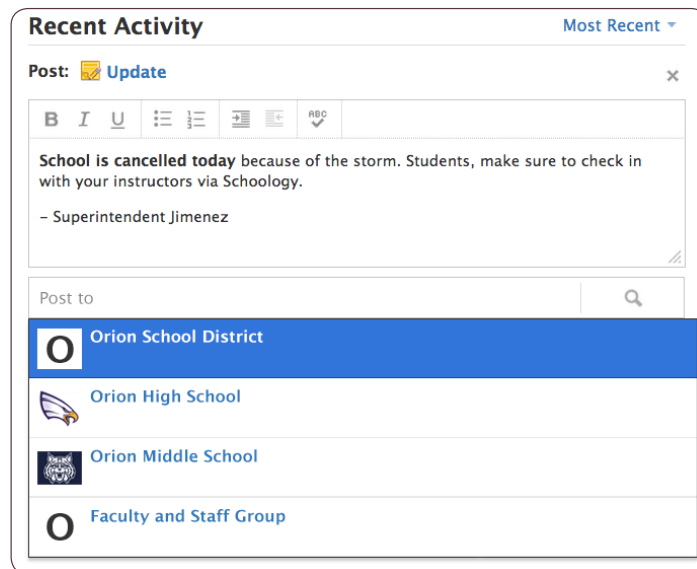 Recent Activity
Most Recent
Post: Update
B I U ABC
School is cancelled today because of the storm. Students, make sure to check in
with your instructors via Schoology.
– Superintendent Jimenez
Post to
O Orion School District
Orion High School
Orion Middle School
O Faculty and Staff Group